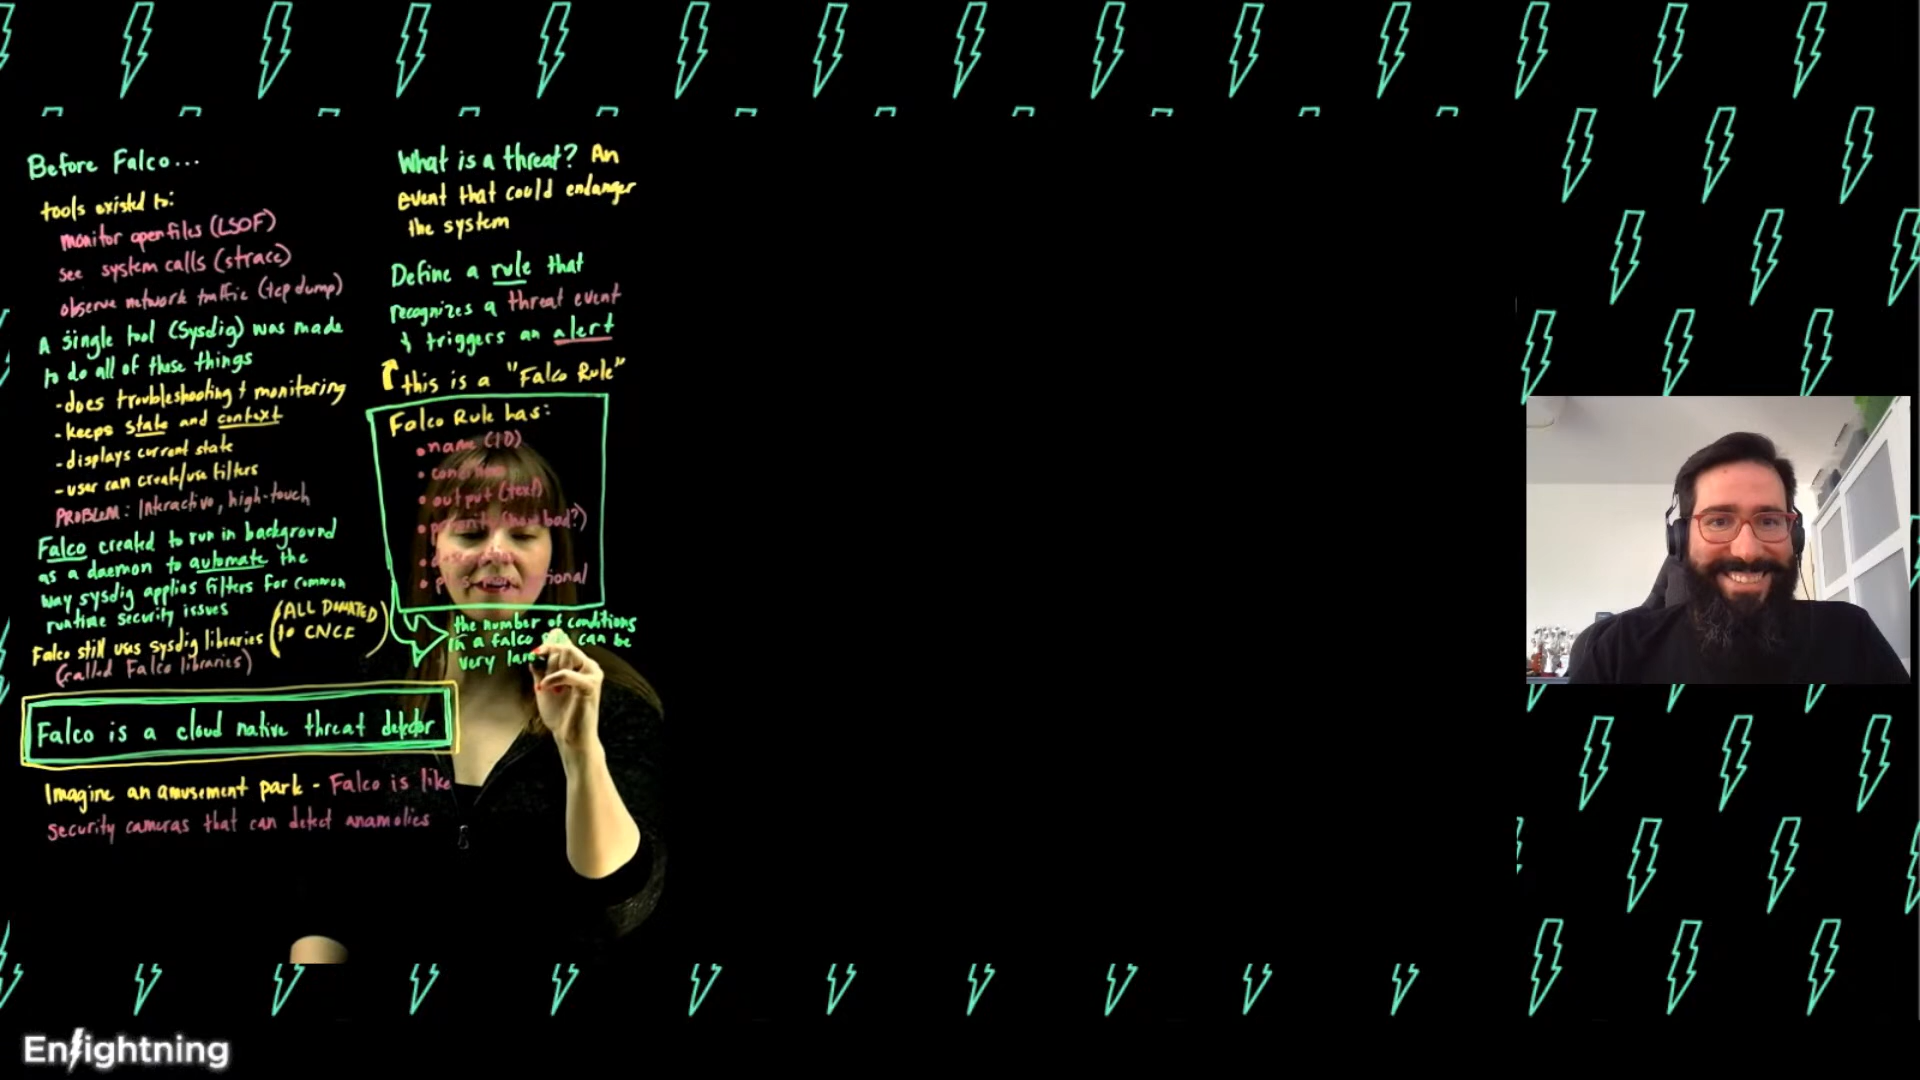 Before Falco...
tools existed to:
monitor open files (LSOF)
see system calls (strace)
observe network traffic (tcp dump)
A single tool (Sysdig) was made
to do all of these things
-does troubleshooting + monitoring
-keeps state and context
-displays current state
-user can create/use filters
PROBLEM: Interactive, high-touch
Falco created to run in background
as a daemon to automate the
way sysdig applies filters for common
runtime security issues
(ALL DONATED
to CNCF)
Falco still uses sysdig libraries
(called Falco libraries)
Falco is a cloud native threat detector
Imagine an amusement park - Falco is like
security cameras that can detect anamolies
What is a threat? An
event that could endanger
the system
Define a rule that
recognizes a threat event
& triggers an alert
this is a "Falco Rule"
Falco Rule has:
• name (ID)
• condition
• output (text)
• priority (how bad?)
the number of conditions
in a falco can be
very
Enlightning